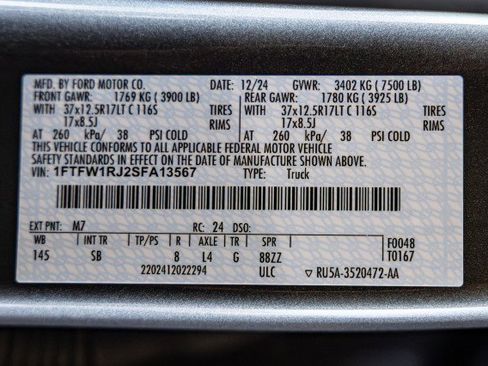 MFD. BY FORD MOTOR CO. DATE: 12/24 GVWR: 3402 KG ( 7500 LB)
FRONT GAWR: 1769 KG ( 3900 LB) REAR GAWR: 1780 KG ( 3925 LB)
37x12.5R17LT C 116S TIRES 37x12.5R17LT C 116S TIRES
17x8.5J RIMS 17x8.5J RIMS
AT 260 kPa/ 38 PSI COLD AT 260 kPa/ 38 PSI COLD
THIS VEHICLE CONFORMS TO ALL APPLICABLE FEDERAL MOTOR VEHICLE
SAFETY STANDARDS IN EFFECT ON THE DATE OF MANUFACTURE SHOWN ABOVE.
VIN: 1FTFW1RJ2SFA13567 TYPE: Truck
EXT PNT: M7 RC: 24 DSO:
WB INT TR TP/PS R AXLE TR SPR F0048
145 SB 8 L4 G 8BZZ T0167
2202412022294 ULC ▽ RU5A-3520472-AA